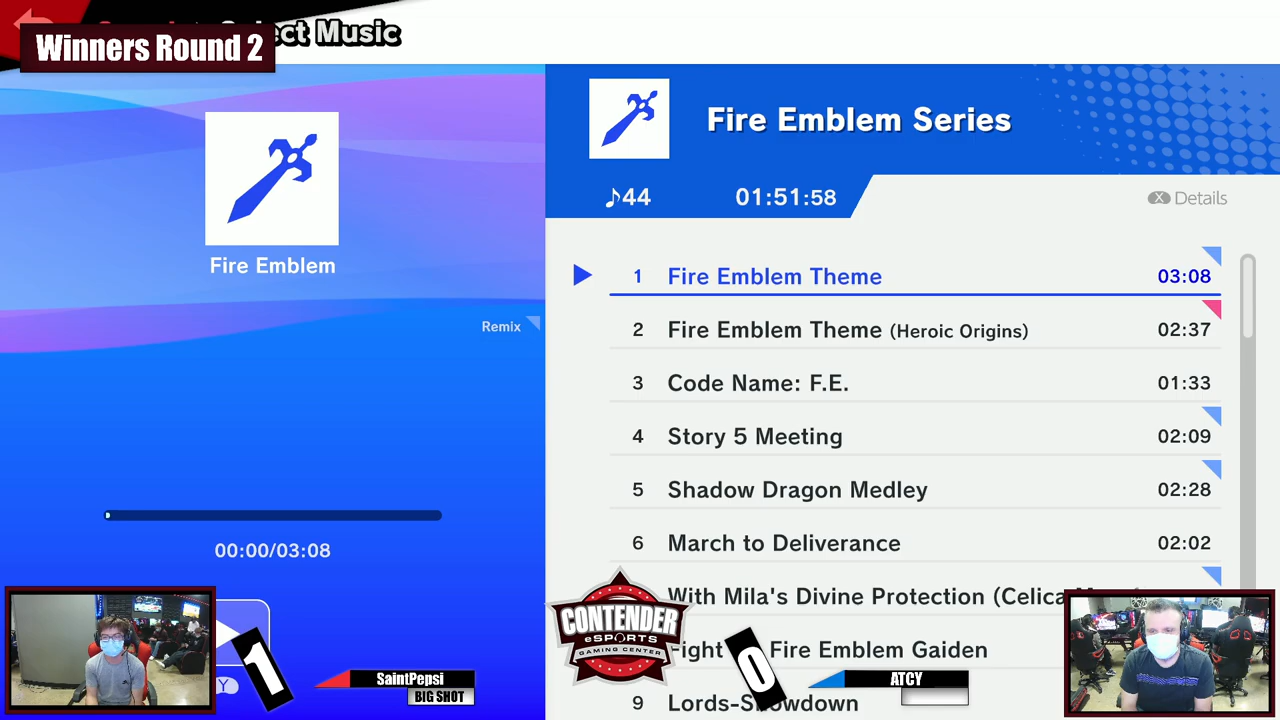 Select Music
Winners Round 2
Fire Emblem
Remix
00:00/03:08
Fire Emblem Series
♪44
01:51:58
X Details
1 Fire Emblem Theme 03:08
2 Fire Emblem Theme (Heroic Origins) 02:37
3 Code Name: F.E. 01:33
4 Story 5 Meeting 02:09
5 Shadow Dragon Medley 02:28
6 March to Deliverance 02:02
With Mila's Divine Protection (Celica
Fire Emblem Gaiden
9 Lords-Showdown
CONTENDER
eSPORTS
GAMING CENTER
Y
1
SaintPepsi
BIG SHOT
0
ATCY